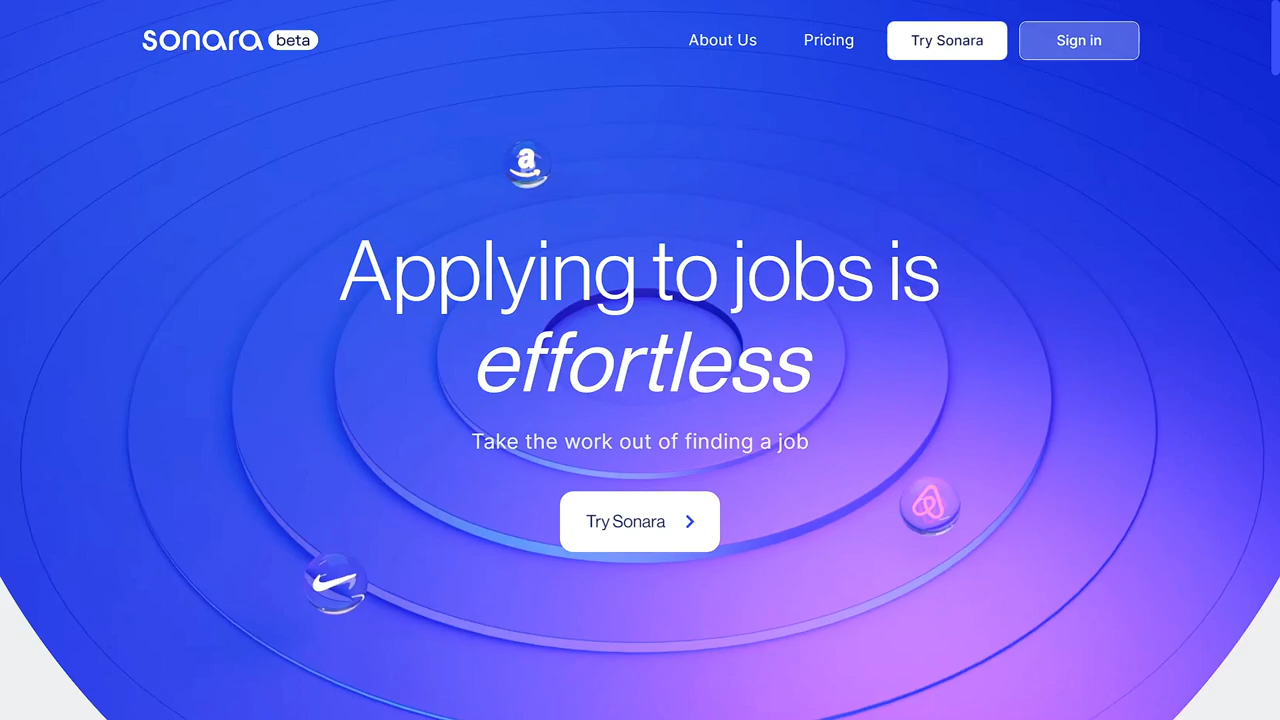 sonara beta
About Us
Pricing
Try Sonara
Sign in
a
Applying to jobs is
effortless
Take the work out of finding a job
Try Sonara